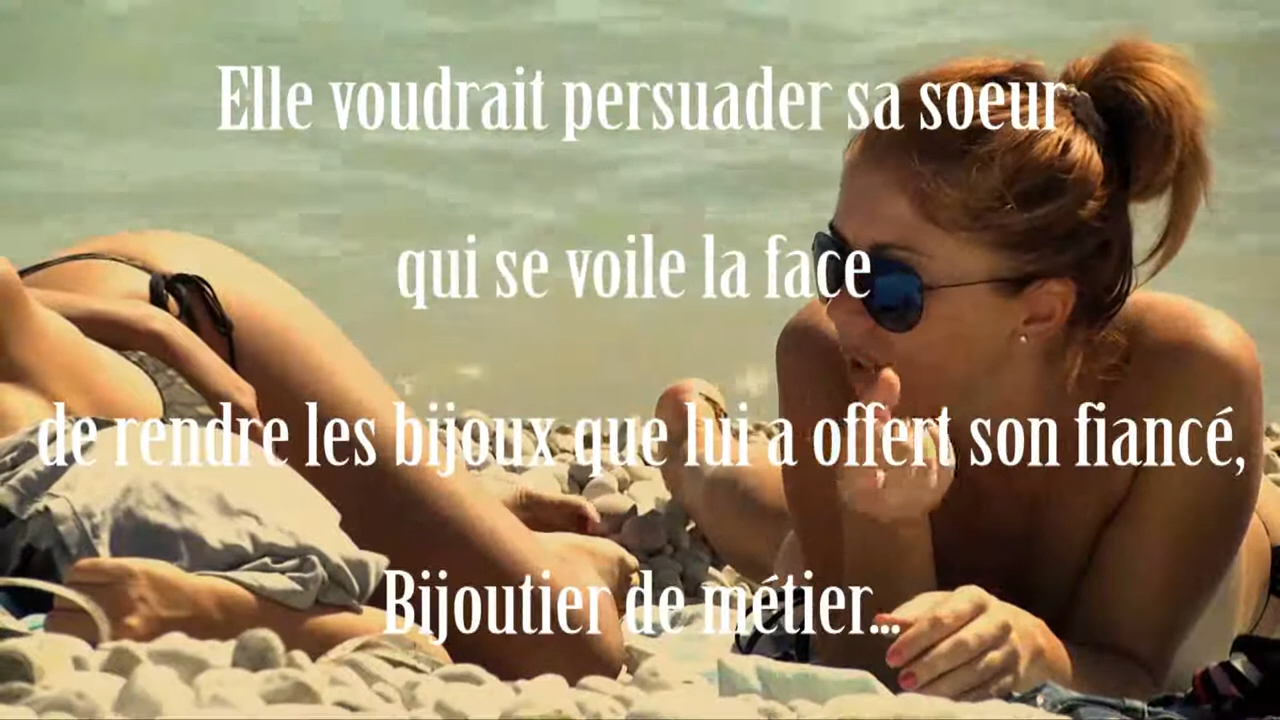 Elle voudrait persuader sa soeur
qui se voile la face
de rendre les bijoux que lui a offert son fiancé,
Bijoutier de métier...